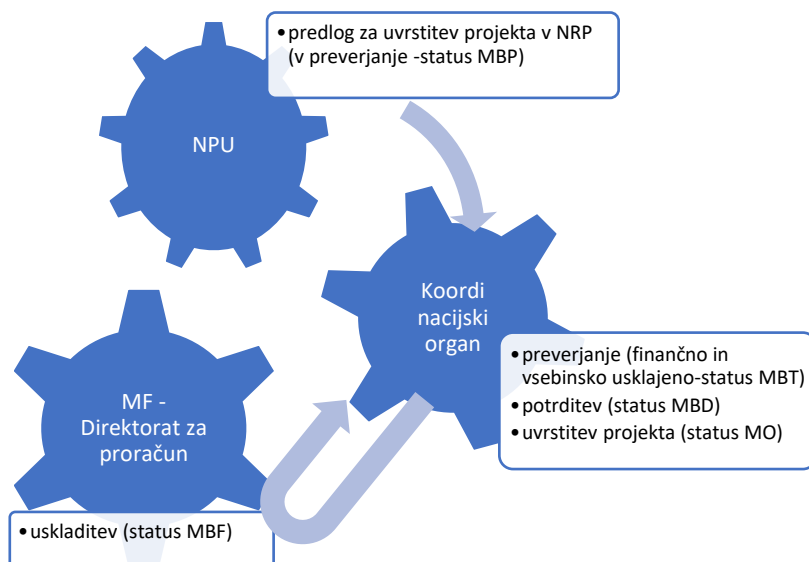 •predlog za uvrstitev projekta v NRP
(v preverjanje -status MBP)
NPU
Koordi
nacijski
organ
•preverjanje (finančno in
vsebinsko usklajeno-status MBT)
•potrditev (status MBD)
•uvrstitev projekta (status MO)
MF -
Direktorat za
proračun
•uskladitev (status MBF)